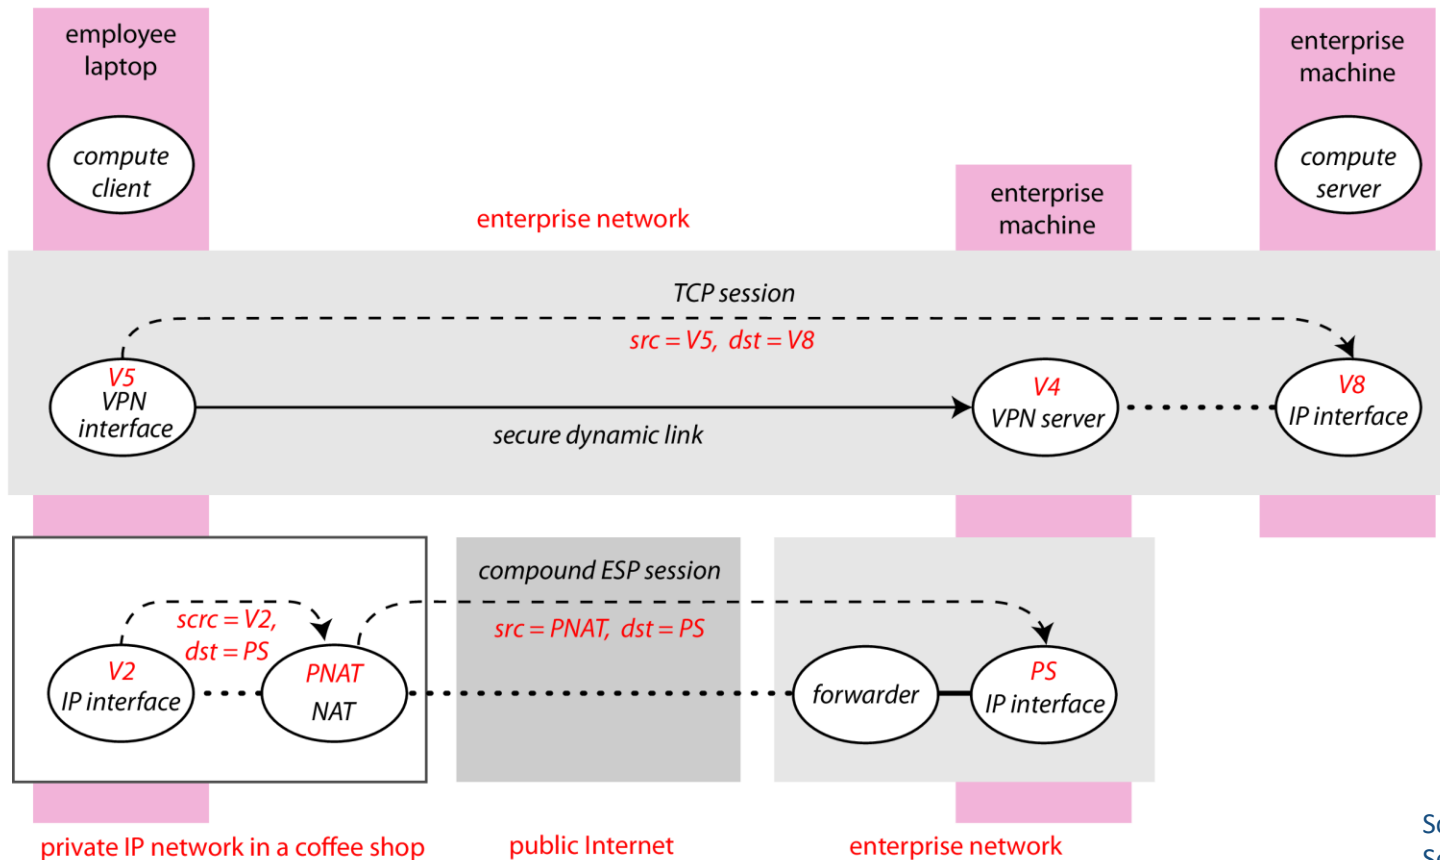 employee
laptop
compute
client
enterprise
machine
compute
server
enterprise
machine
enterprise network
TCP session
src = V5, dst = V8
V5
VPN
interface
secure dynamic link
V4
VPN server
V8
IP interface
compound ESP session
scrc = V2,
dst = PS
src = PNAT, dst = PS
V2
IP interface
PNAT
NAT
forwarder
PS
IP interface
private IP network in a coffee shop
public Internet
enterprise network